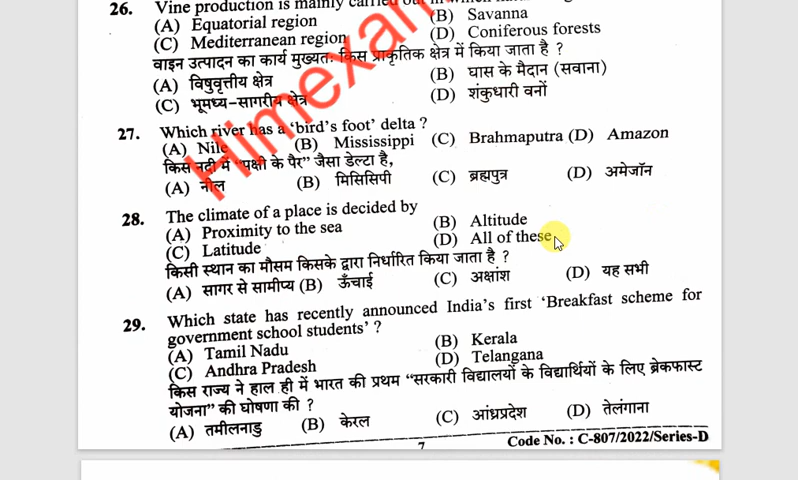 26. Vine production is mainly carried out in which
(A) Equatorial region (B) Savanna
(C) Mediterranean region (D) Coniferous forests
वाइन उत्पादन का कार्य मुख्यतः किस प्राकृतिक क्षेत्र में किया जाता है ?
(A) विषुवृत्तीय क्षेत्र (B) घास के मैदान (सवाना)
(C) भूमध्य-सागरीय क्षेत्र (D) शंकुधारी वनों
27. Which river has a 'bird's foot' delta ?
(A) Nile (B) Mississippi (C) Brahmaputra (D) Amazon
किस नदी में "पक्षी के पैर" जैसा डेल्टा है,
(A) नील (B) मिसिसिपी (C) ब्रह्मपुत्र (D) अमेजॉन
28. The climate of a place is decided by
(A) Proximity to the sea (B) Altitude
(C) Latitude (D) All of these
किसी स्थान का मौसम किसके द्वारा निर्धारित किया जाता है ?
(A) सागर से सामीप्य (B) ऊँचाई (C) अक्षांश (D) यह सभी
29. Which state has recently announced India's first 'Breakfast scheme for
government school students' ?
(A) Tamil Nadu (B) Kerala
(C) Andhra Pradesh (D) Telangana
किस राज्य ने हाल ही में भारत की प्रथम "सरकारी विद्यालयों के विद्यार्थियों के लिए ब्रेकफास्ट
योजना" की घोषणा की ?
(A) तमीलनाडु (B) केरल (C) आंध्रप्रदेश (D) तेलंगाना
7 Code No. : C-807/2022/Series-D
Himexam